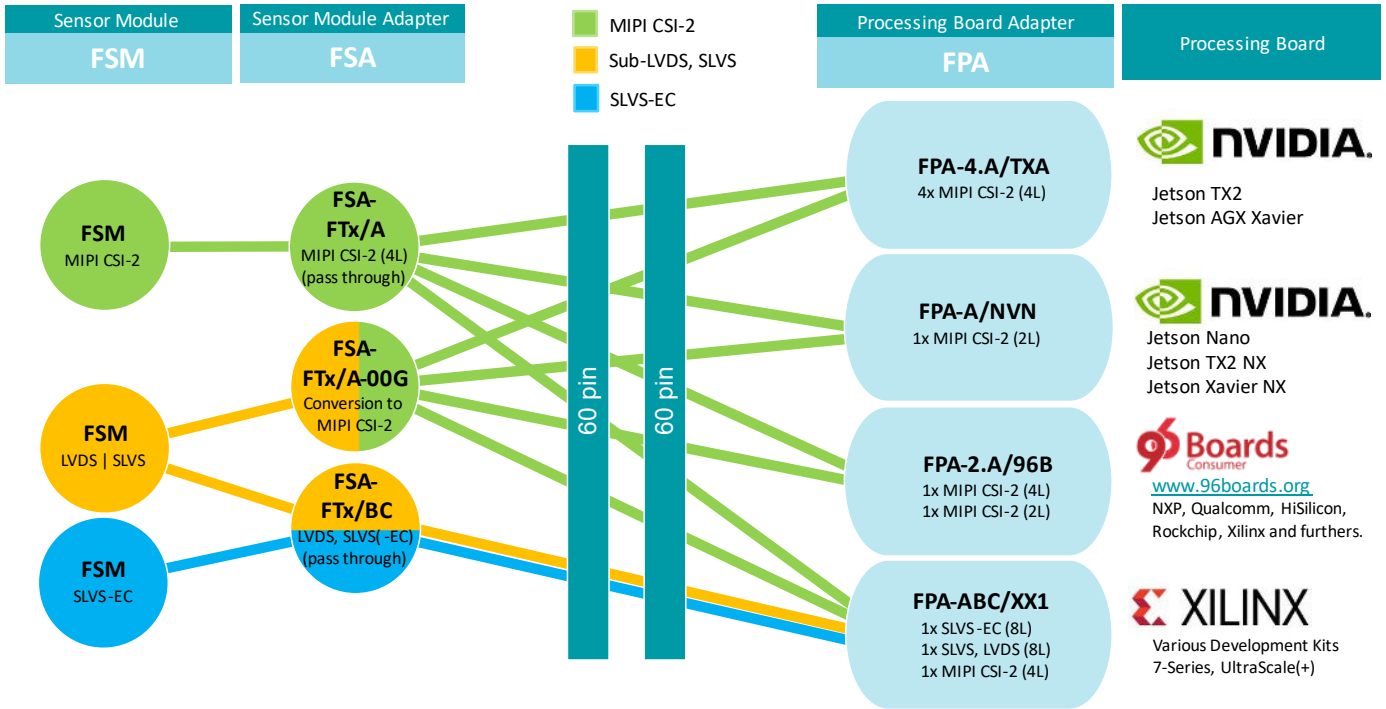 Sensor Module
FSM
Sensor Module Adapter
FSA
MIPI CSI-2
Sub-LVDS, SLVS
SLVS-EC
Processing Board Adapter
FPA
Processing Board
FSM
MIPI CSI-2
FSM
LVDS | SLVS
FSM
SLVS-EC
FSA-
FTx/A
MIPI CSI-2 (4L)
(pass through)
FSA-
FTx/A-00G
Conversion to
MIPI CSI-2
FSA-
FTx/BC
LVDS, SLVS( -EC)
(pass through)
60 pin
60 pin
FPA-4.A/TXA
4x MIPI CSI-2 (4L)
FPA-A/NVN
1x MIPI CSI-2 (2L)
FPA-2.A/96B
1x MIPI CSI-2 (4L)
1x MIPI CSI-2 (2L)
FPA-ABC/XX1
1x SLVS-EC (8L)
1x SLVS, LVDS (8L)
1x MIPI CSI-2 (4L)
NVIDIA.
Jetson TX2
Jetson AGX Xavier
NVIDIA.
Jetson Nano
Jetson TX2 NX
Jetson Xavier NX
96 Boards
Consumer
www.96boards.org
NXP, Qualcomm, HiSilicon,
Rockchip, Xilinx and furthers.
XILINX
Various Development Kits
7-Series, UltraScale(+)